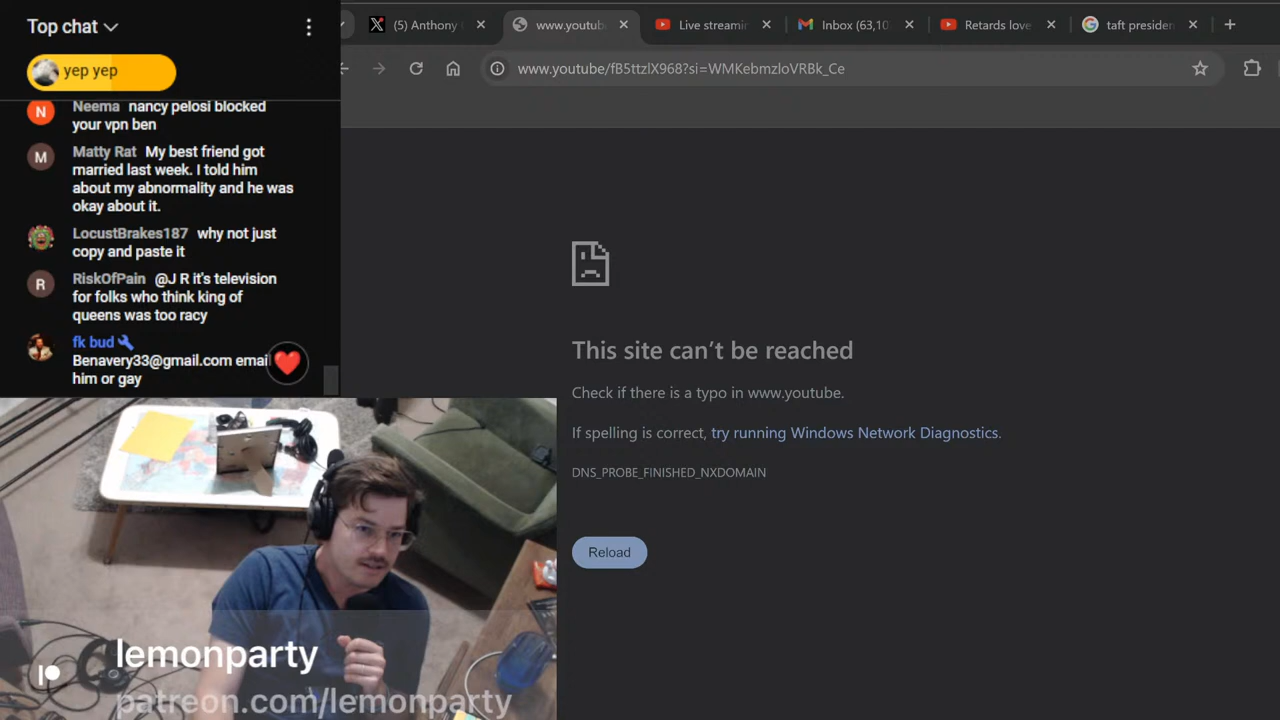 Top chat
yep yep
Neema nancy pelosi blocked
your vpn ben
Matty Rat My best friend got
married last week. I told him
about my abnormality and he was
okay about it.
LocustBrakes187 why not just
copy and paste it
RiskOfPain @J R it's television
for folks who think king of
queens was too racy
fk bud
Benavery33@gmail.com email
him or gay
(5) Anthony
www.youtub
Live streamin
Inbox (63,10
Retards love
taft presiden
www.youtube/fB5ttzlX968?si=WMKebmzloVRBk_Ce
This site can't be reached
Check if there is a typo in www.youtube.
If spelling is correct, try running Windows Network Diagnostics.
DNS_PROBE_FINISHED_NXDOMAIN
Reload
lemonparty
patreon.com/lemonparty